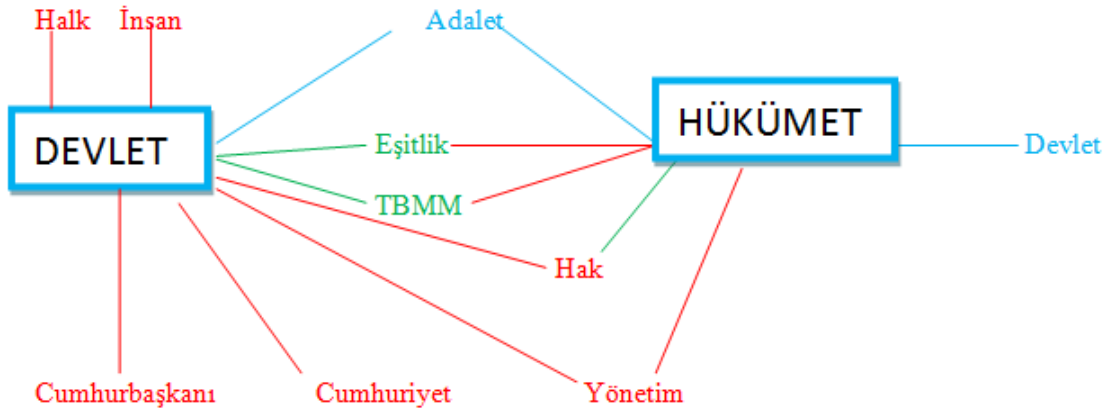 Halk İnsan Adalet
DEVLET
HÜKÜMET
Eşitlik
Devlet
TBMM
Hak
Cumhurbaşkanı Cumhuriyet Yönetim